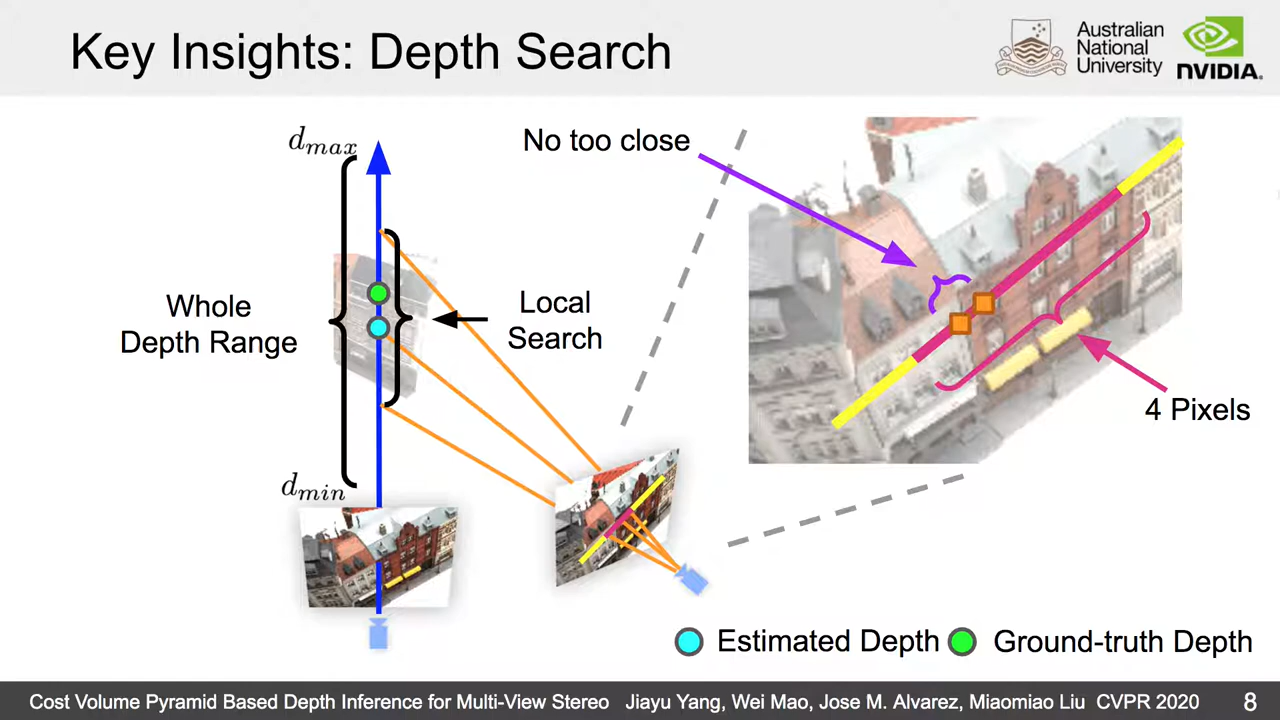 Key Insights: Depth Search
Australian
National
University
NVIDIA.
dmax
No too close
Whole
Depth Range
Local
Search
4 Pixels
dmin
Estimated Depth
Ground-truth Depth
Cost Volume Pyramid Based Depth Inference for Multi-View Stereo Jiayu Yang, Wei Mao, Jose M. Alvarez, Miaomiao Liu CVPR 2020
8